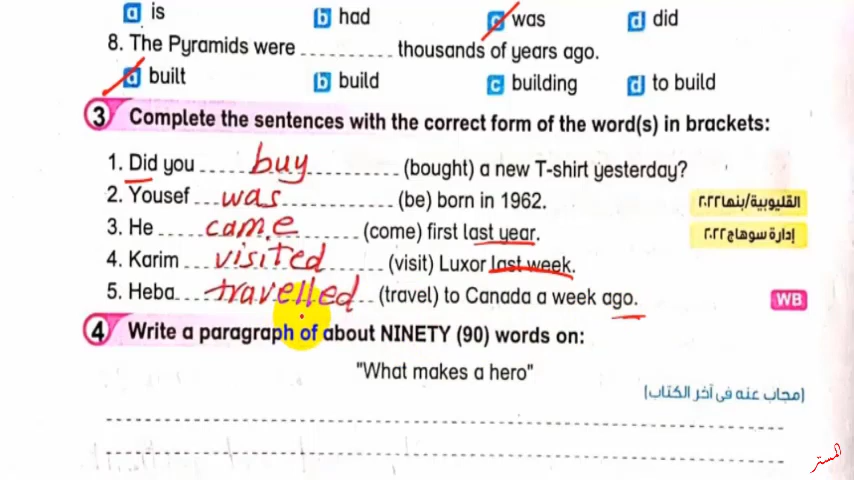 a is b had c was d did
8. The Pyramids were ____________ thousands of years ago.
a built b build c building d to build
3 Complete the sentences with the correct form of the word(s) in brackets:
1. Did you ..... buy ............ (bought) a new T-shirt yesterday?
2. Yousef .... was ............ (be) born in 1962. القليوبية/بنها ٢٠٢٢
3. He ..... came ............ (come) first last year. إدارة سوهاج ٢٠٢٢
4. Karim .... visited ............ (visit) Luxor last week.
5. Heba.... travelled .... (travel) to Canada a week ago. WB
4 Write a paragraph of about NINETY (90) words on:
"What makes a hero"
(مجاب عنه فى آخر الكتاب)
المستر